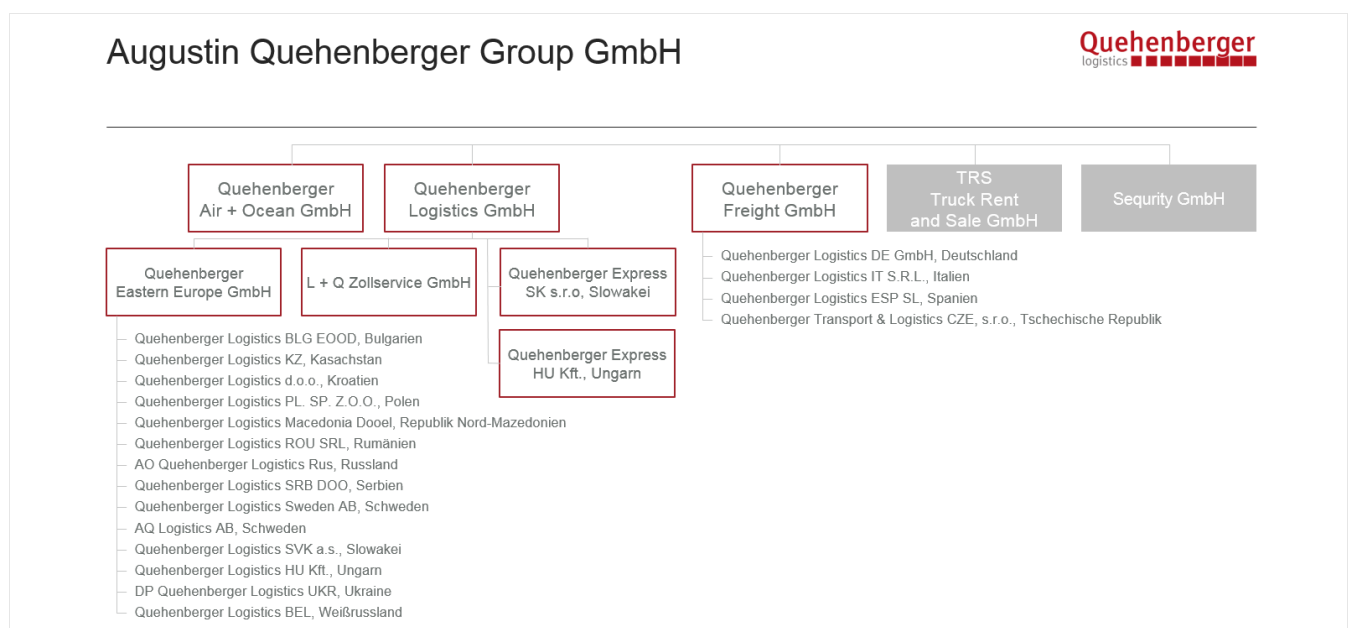 Augustin Quehenberger Group GmbH
Quehenberger
logistics
Quehenberger
Air + Ocean GmbH
Quehenberger
Logistics GmbH
Quehenberger
Freight GmbH
TRS
Truck Rent
and Sale GmbH
Sequrity GmbH
Quehenberger
Eastern Europe GmbH
L + Q Zollservice GmbH
Quehenberger Express
SK s.r.o, Slowakei
Quehenberger Express
HU Kft., Ungarn
Quehenberger Logistics DE GmbH, Deutschland
Quehenberger Logistics IT S.R.L., Italien
Quehenberger Logistics ESP SL, Spanien
Quehenberger Transport & Logistics CZE, s.r.o., Tschechische Republik
Quehenberger Logistics BLG EOOD, Bulgarien
Quehenberger Logistics KZ, Kasachstan
Quehenberger Logistics d.o.o., Kroatien
Quehenberger Logistics PL. SP. Z.O.O., Polen
Quehenberger Logistics Macedonia Dooel, Republik Nord-Mazedonien
Quehenberger Logistics ROU SRL, Rumänien
AO Quehenberger Logistics Rus, Russland
Quehenberger Logistics SRB DOO, Serbien
Quehenberger Logistics Sweden AB, Schweden
AQ Logistics AB, Schweden
Quehenberger Logistics SVK a.s., Slowakei
Quehenberger Logistics HU Kft., Ungarn
DP Quehenberger Logistics UKR, Ukraine
Quehenberger Logistics BEL, Weißrussland